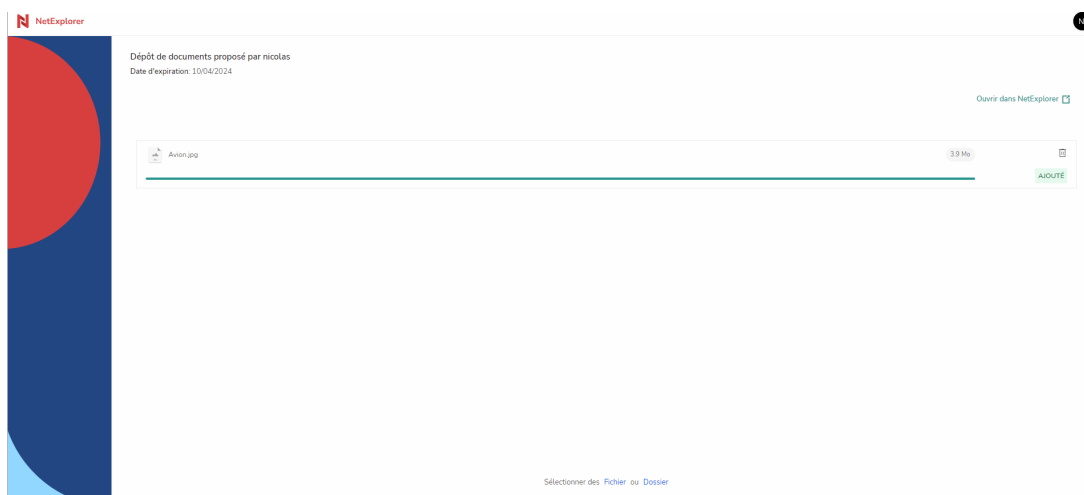 NetExplorer
N
Dépôt de documents proposé par nicolas
Date d'expiration: 10/04/2024
Ouvrir dans NetExplorer
Avion.jpg
3.9 Mo
AJOUTÉ
Sélectionner des Fichier ou Dossier